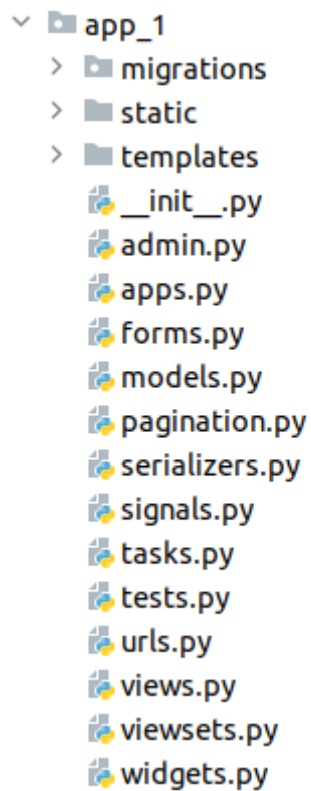 app_1
migrations
static
templates
__init__.py
admin.py
apps.py
forms.py
models.py
pagination.py
serializers.py
signals.py
tasks.py
tests.py
urls.py
views.py
viewsets.py
widgets.py